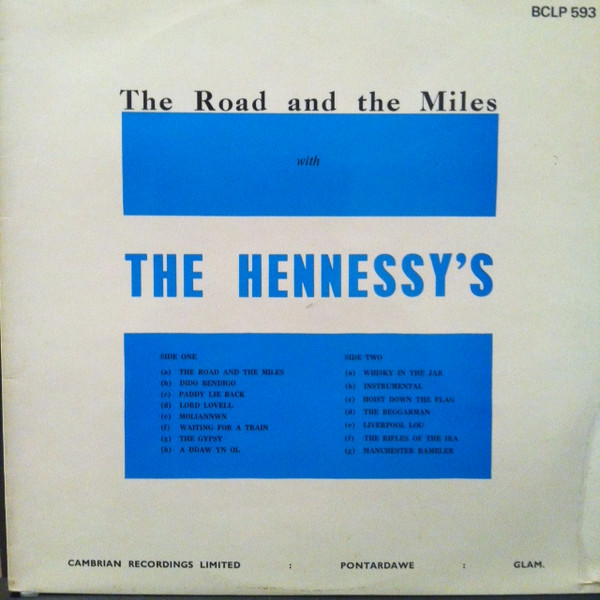 BCLP 593
The Road and the Miles
with
THE HENNESSY'S
SIDE ONE
(a) THE ROAD AND THE MILES
(b) DIDO BENDIGO
(c) PADDY LIE BACK
(d) LORD LOVELL
(e) MOLIANNWN
(f) WAITING FOR A TRAIN
(g) THE GYPSY
(h) A DDAW YN OL
SIDE TWO
(a) WHISKY IN THE JAR
(b) INSTRUMENTAL
(c) HOIST DOWN THE FLAG
(d) THE BEGGARMAN
(e) LIVERPOOL LOU
(f) THE RIFLES OF THE IRA
(g) MANCHESTER RAMBLER
CAMBRIAN RECORDINGS LIMITED : PONTARDAWE : GLAM.